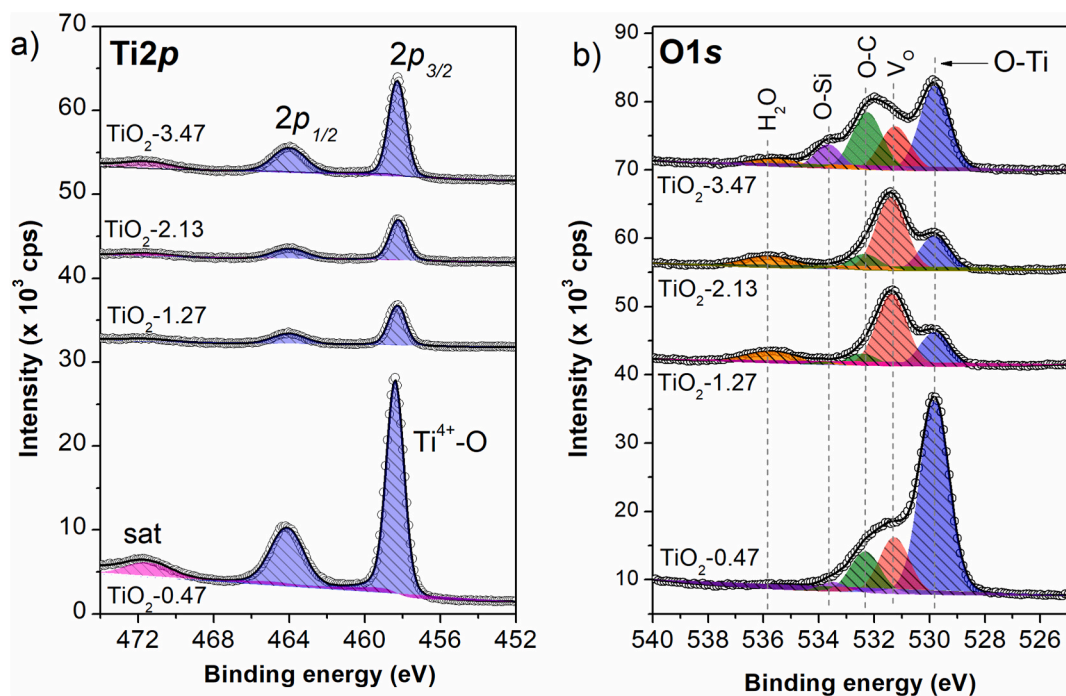 a)
Ti2p
2p3/2
2p1/2
TiO2-3.47
TiO2-2.13
TiO2-1.27
Ti4+-O
sat
TiO2-0.47
70
60
50
40
30
20
10
0
Intensity (x 10³ cps)
472 468 464 460 456 452
Binding energy (eV)
b)
O1s
H2O
O-Si
O-C
VO
O-Ti
TiO2-3.47
TiO2-2.13
TiO2-1.27
TiO2-0.47
90
80
70
60
50
40
30
20
10
Intensity (x 10³ cps)
540 538 536 534 532 530 528 526
Binding energy (eV)